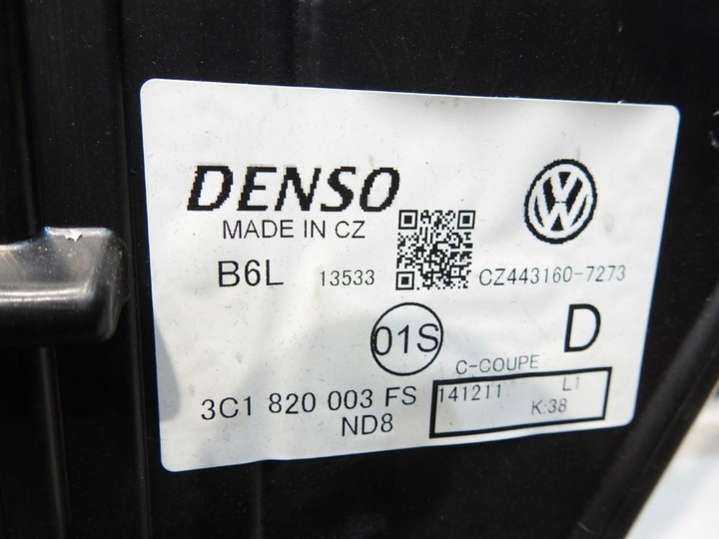 DENSO
MADE IN CZ
B6L 13533 CZ443160-7273
01S D
C-COUPE
3C1 820 003 FS 141211 L1
ND8 K:38